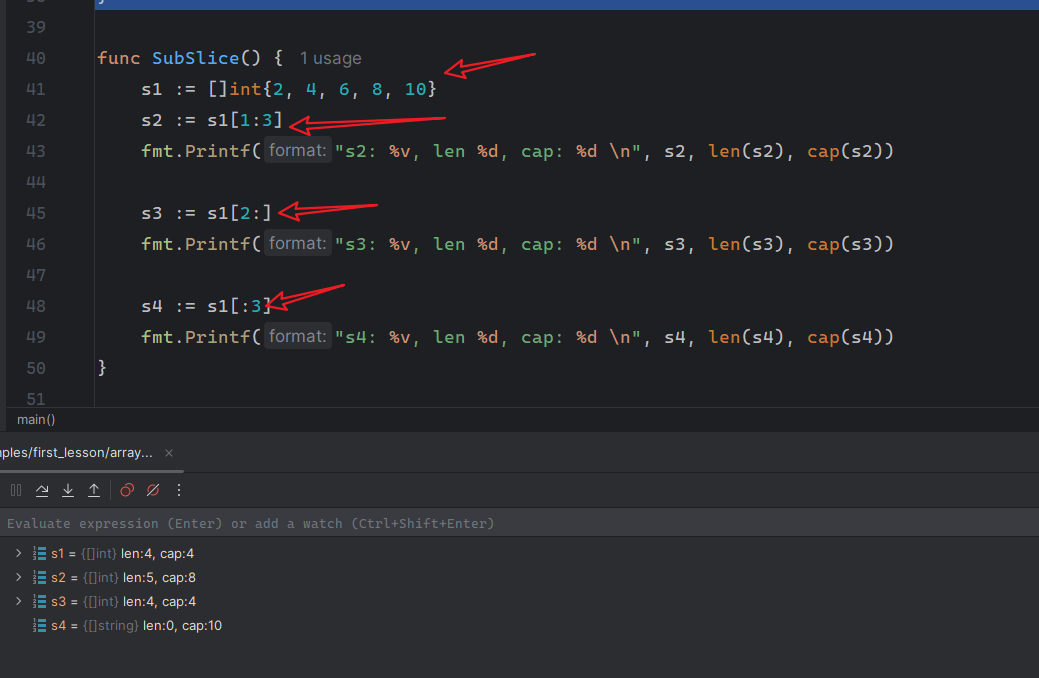 39
40 func SubSlice() { 1 usage
41 s1 := []int{2, 4, 6, 8, 10}
42 s2 := s1[1:3]
43 fmt.Printf( format: "s2: %v, len %d, cap: %d \n", s2, len(s2), cap(s2))
44
45 s3 := s1[2:]
46 fmt.Printf( format: "s3: %v, len %d, cap: %d \n", s3, len(s3), cap(s3))
47
48 s4 := s1[:3]
49 fmt.Printf( format: "s4: %v, len %d, cap: %d \n", s4, len(s4), cap(s4))
50 }
51
main()
ples/first_lesson/array... ×
Evaluate expression (Enter) or add a watch (Ctrl+Shift+Enter)
s1 = {[]int} len:4, cap:4
s2 = {[]int} len:5, cap:8
s3 = {[]int} len:4, cap:4
s4 = {[]string} len:0, cap:10